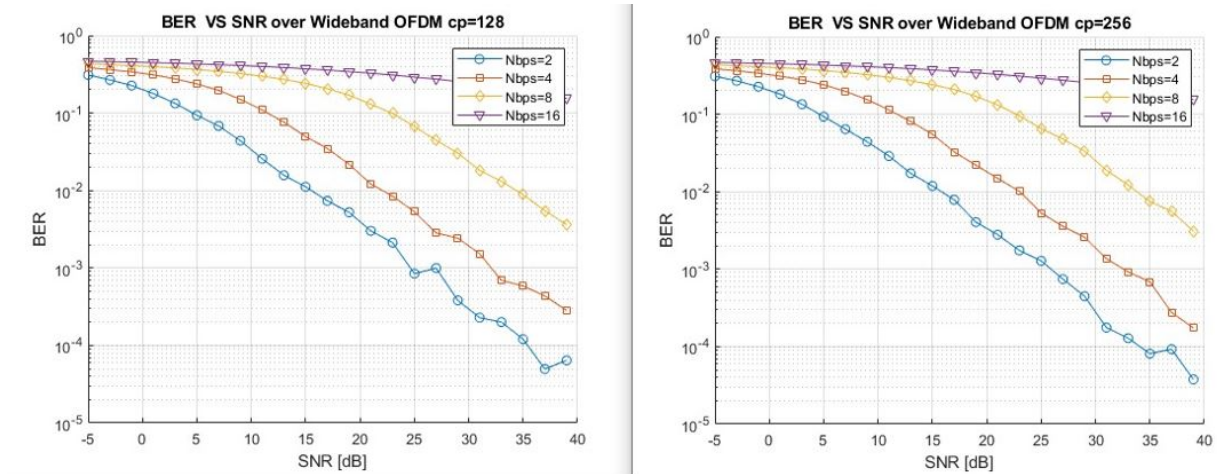 BER VS SNR over Wideband OFDM cp=128
10^0
10^-1
10^-2
10^-3
10^-4
10^-5
BER
-5 0 5 10 15 20 25 30 35 40
SNR [dB]
Nbps=2
Nbps=4
Nbps=8
Nbps=16
BER VS SNR over Wideband OFDM cp=256
10^0
10^-1
10^-2
10^-3
10^-4
10^-5
BER
-5 0 5 10 15 20 25 30 35 40
SNR [dB]
Nbps=2
Nbps=4
Nbps=8
Nbps=16